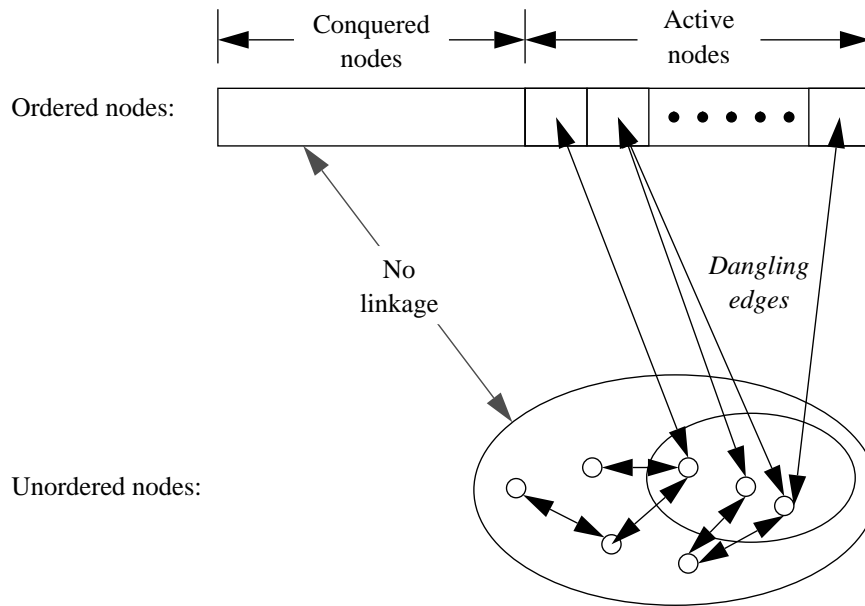 Conquered
nodes
Active
nodes
Ordered nodes:
No
linkage
Dangling
edges
Unordered nodes: